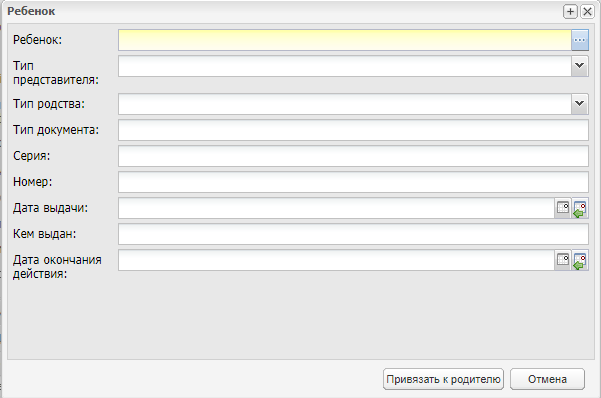 Ребенок
Ребенок:
Тип
представителя:
Тип родства:
Тип документа:
Серия:
Номер:
Дата выдачи:
Кем выдан:
Дата окончания
действия:
Привязать к родителю Отмена